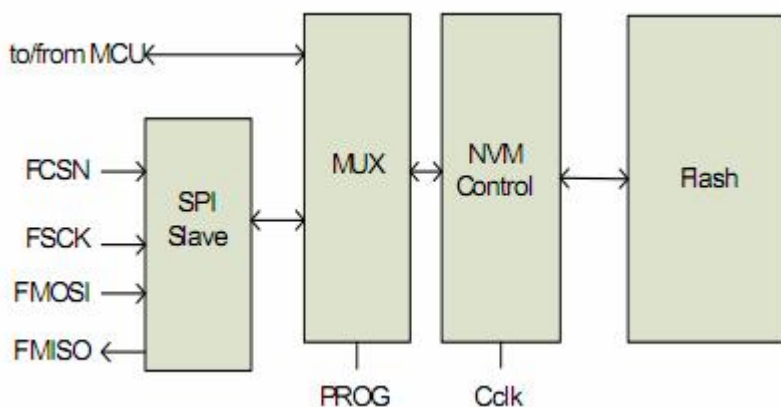 to/from MCU
FCSN
FSCK
FMOSI
FMISO
SPI
Slave
MUX
NVM
Control
Flash
PROG
Cclk